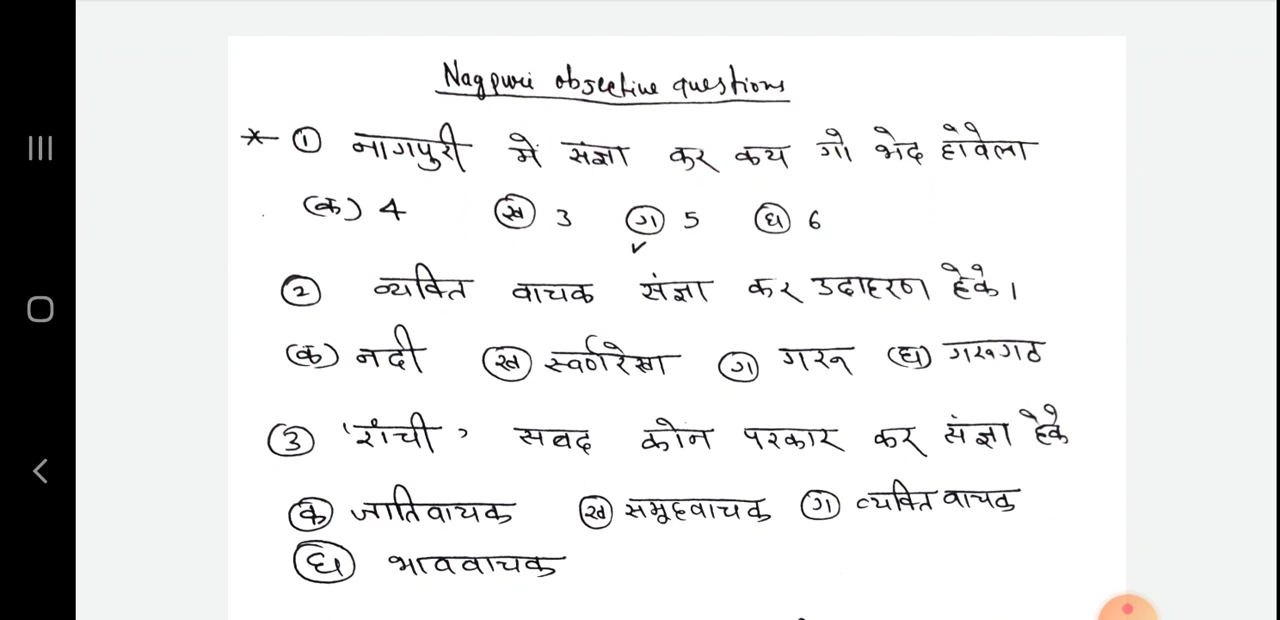 Nagpuri objective questions
* ① नागपुरी में संज्ञा कर कय गो भेद होवेला
(क) 4 (ख) 3 (ग) 5 (घ) 6
② व्यक्ति वाचक संज्ञा कर उदाहरण हेके।
(क) नदी (ख) स्वर्णरेखा (ग) गरन (घ)
③ 'राँची' सबद कोन परकार कर संज्ञा हेके
(क) जातिवाचक (ख) समूहवाचक (ग) व्यक्ति वाचक
(घ) भाववाचक